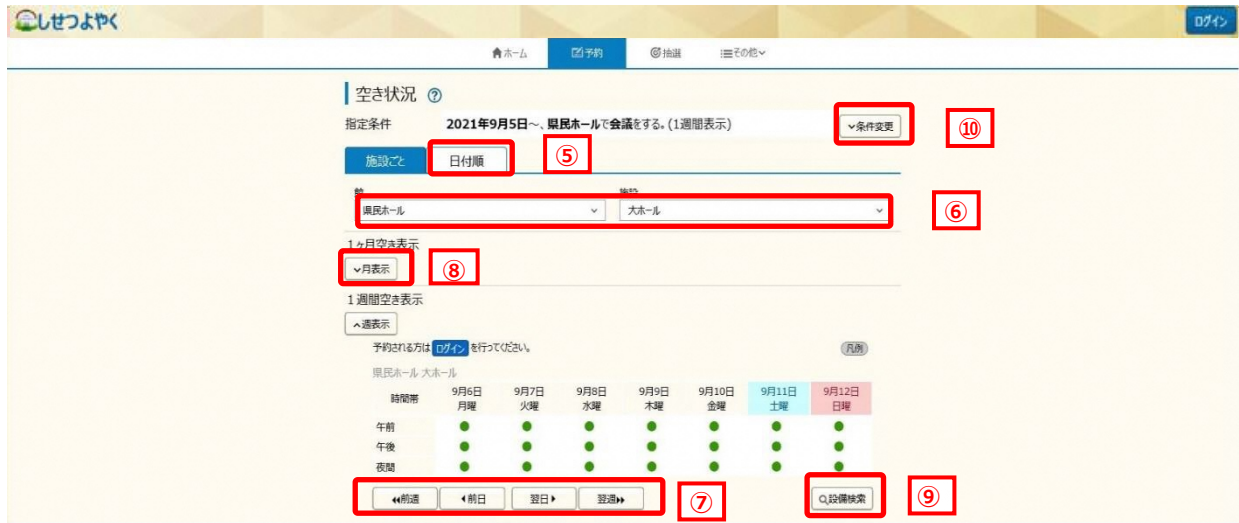 しせつよやく
ログイン
ホーム 予約 抽選 その他
空き状況 ?
指定条件 2021年9月5日～、県民ホールで会議をする。(1週間表示) 条件変更 ⑩
施設ごと 日付順 ⑤
館 施設
県民ホール 大ホール ⑥
1ヶ月空き表示
月表示 ⑧
1週間空き表示
週表示
予約される方は ログイン を行ってください。 凡例
県民ホール 大ホール
時間帯 9月6日 9月7日 9月8日 9月9日 9月10日 9月11日 9月12日
月曜 火曜 水曜 木曜 金曜 土曜 日曜
午前
午後
夜間
前週 前日 翌日 翌週 ⑦ 設備検索 ⑨